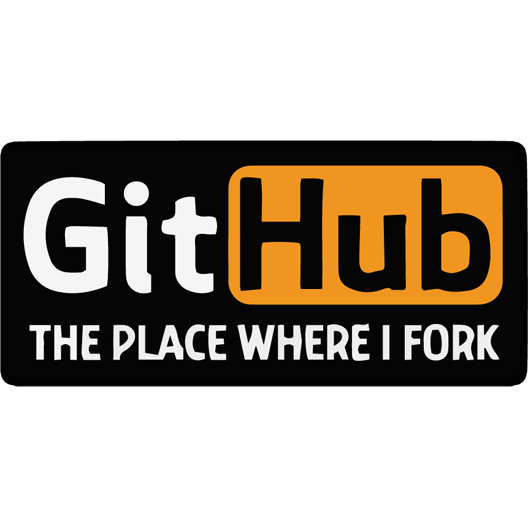 GitHub
THE PLACE WHERE I FORK